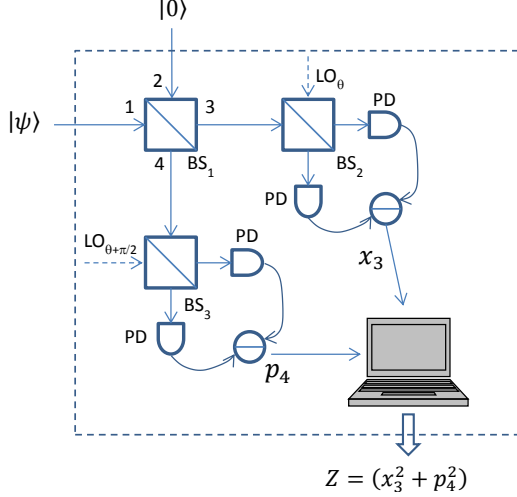 |0⟩
2
LO_θ
PD
|ψ⟩
1
3
4
BS_1
BS_2
PD
LO_{θ+π/2}
PD
x_3
BS_3
PD
p_4
Z = (x_3^2 + p_4^2)